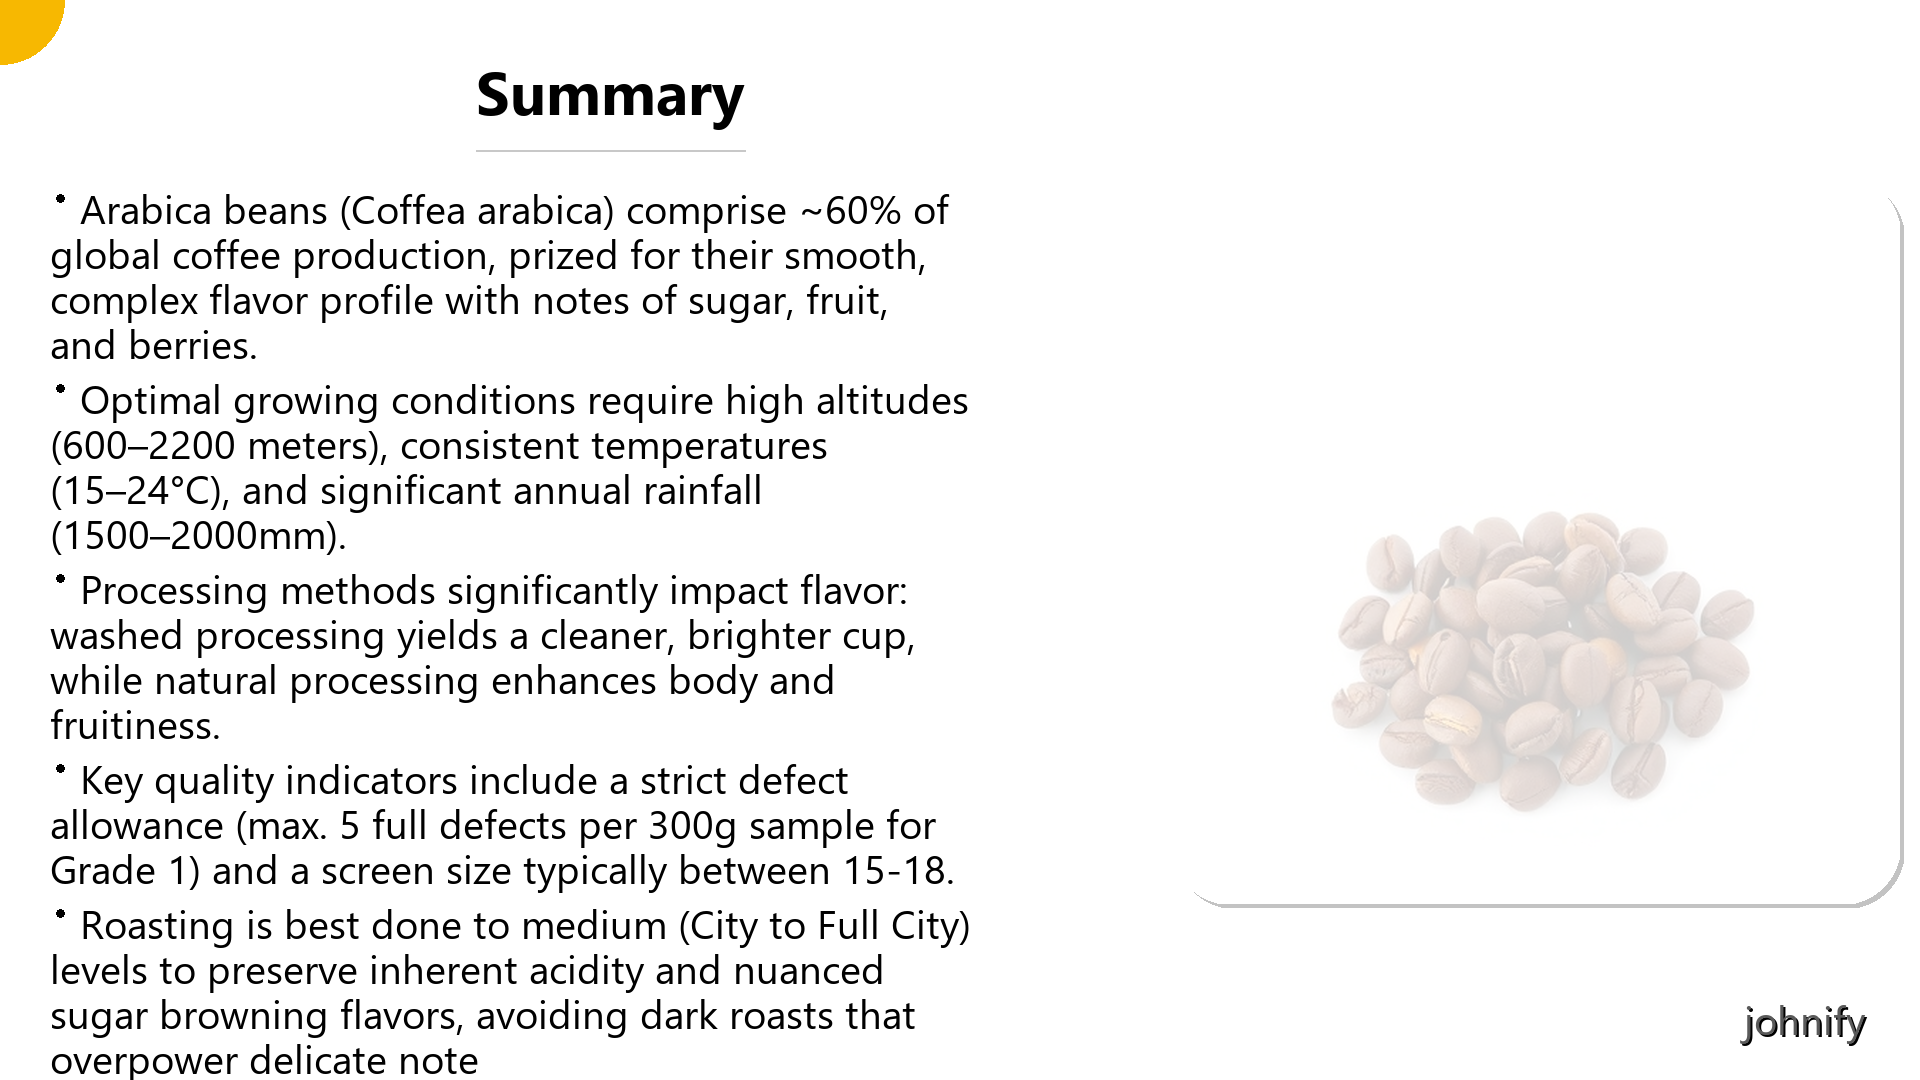 Summary
• Arabica beans (Coffea arabica) comprise ~60% of
global coffee production, prized for their smooth,
complex flavor profile with notes of sugar, fruit,
and berries.
• Optimal growing conditions require high altitudes
(600–2200 meters), consistent temperatures
(15–24°C), and significant annual rainfall
(1500–2000mm).
• Processing methods significantly impact flavor:
washed processing yields a cleaner, brighter cup,
while natural processing enhances body and
fruitiness.
• Key quality indicators include a strict defect
allowance (max. 5 full defects per 300g sample for
Grade 1) and a screen size typically between 15-18.
• Roasting is best done to medium (City to Full City)
levels to preserve inherent acidity and nuanced
sugar browning flavors, avoiding dark roasts that
overpower delicate note
johnify